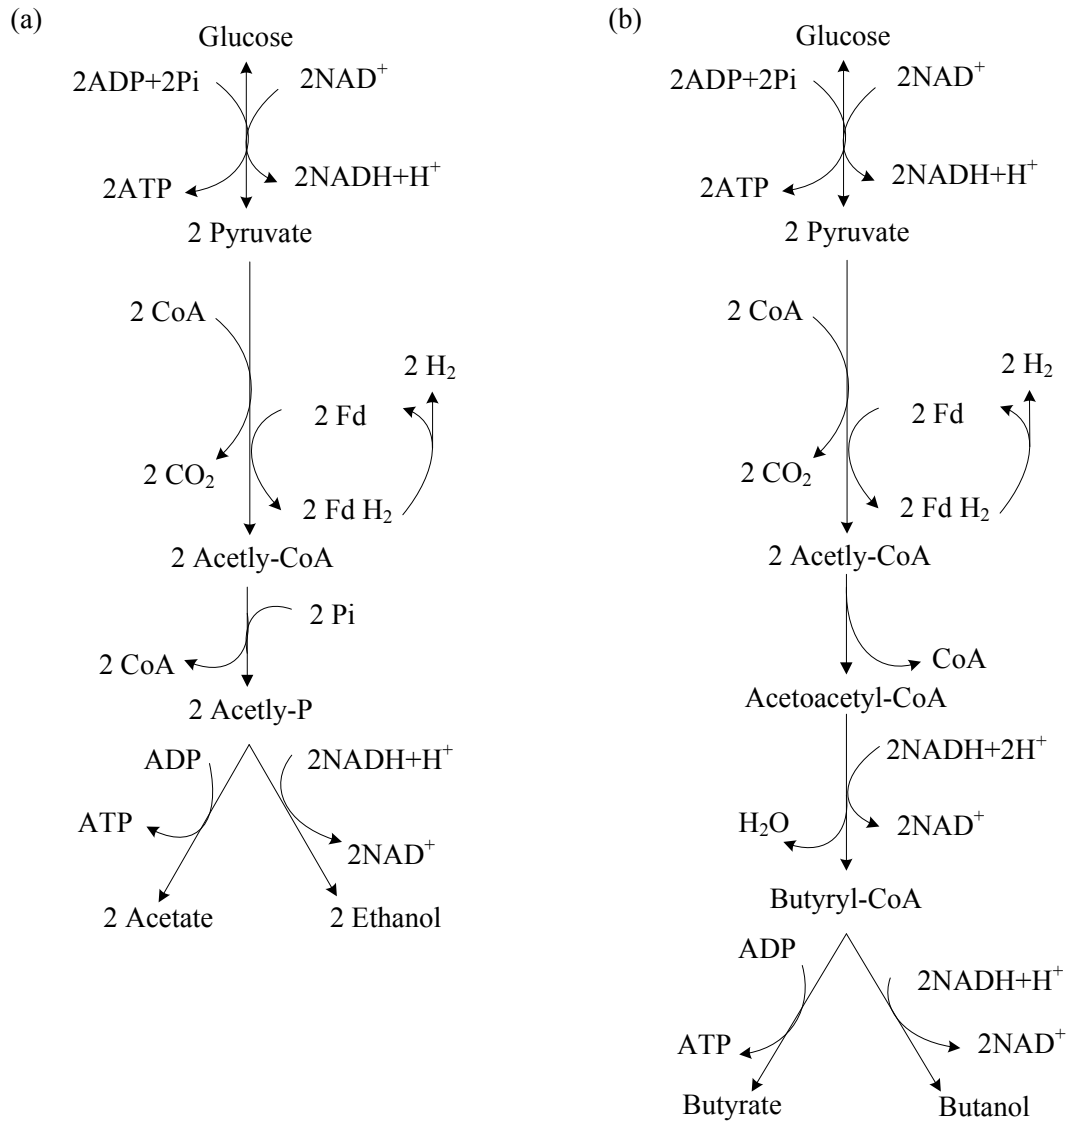 (a)
Glucose
2ADP+2Pi
2NAD⁺
2ATP
2NADH+H⁺
2 Pyruvate
2 CoA
2 H₂
2 Fd
2 CO₂
2 Fd H₂
2 Acetly-CoA
2 Pi
2 CoA
2 Acetly-P
ADP
2NADH+H⁺
ATP
2NAD⁺
2 Acetate
2 Ethanol
(b)
Glucose
2ADP+2Pi
2NAD⁺
2ATP
2NADH+H⁺
2 Pyruvate
2 CoA
2 H₂
2 Fd
2 CO₂
2 Fd H₂
2 Acetly-CoA
CoA
Acetoacetyl-CoA
2NADH+2H⁺
H₂O
2NAD⁺
Butyryl-CoA
ADP
2NADH+H⁺
ATP
2NAD⁺
Butyrate
Butanol